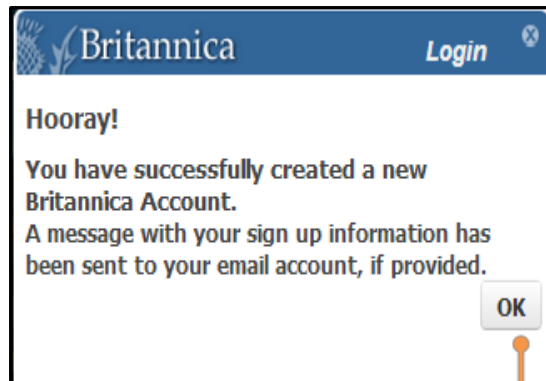 Britannica Login
Hooray!
You have successfully created a new
Britannica Account.
A message with your sign up information has
been sent to your email account, if provided.
OK